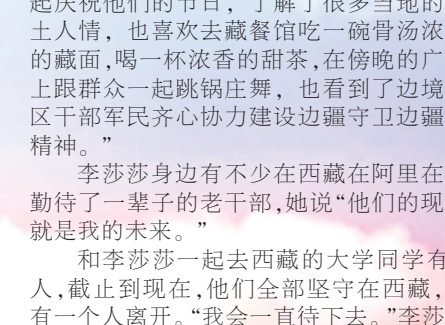 起庆祝他们的节日，了解了很多当地的
土人情，也喜欢去藏餐馆吃一碗骨汤浓
的藏面，喝一杯浓香的甜茶，在傍晚的广
上跟群众一起跳锅庄舞，也看到了边境
区干部军民齐心协力建设边疆守卫边疆
精神。”
李莎莎身边有不少在西藏在阿里在
勤待了一辈子的老干部，她说“他们的现
就是我的未来。”
和李莎莎一起去西藏的大学同学有
人，截止到现在，他们全部坚守在西藏，
有一个人离开。“我会一直待下去。”李莎